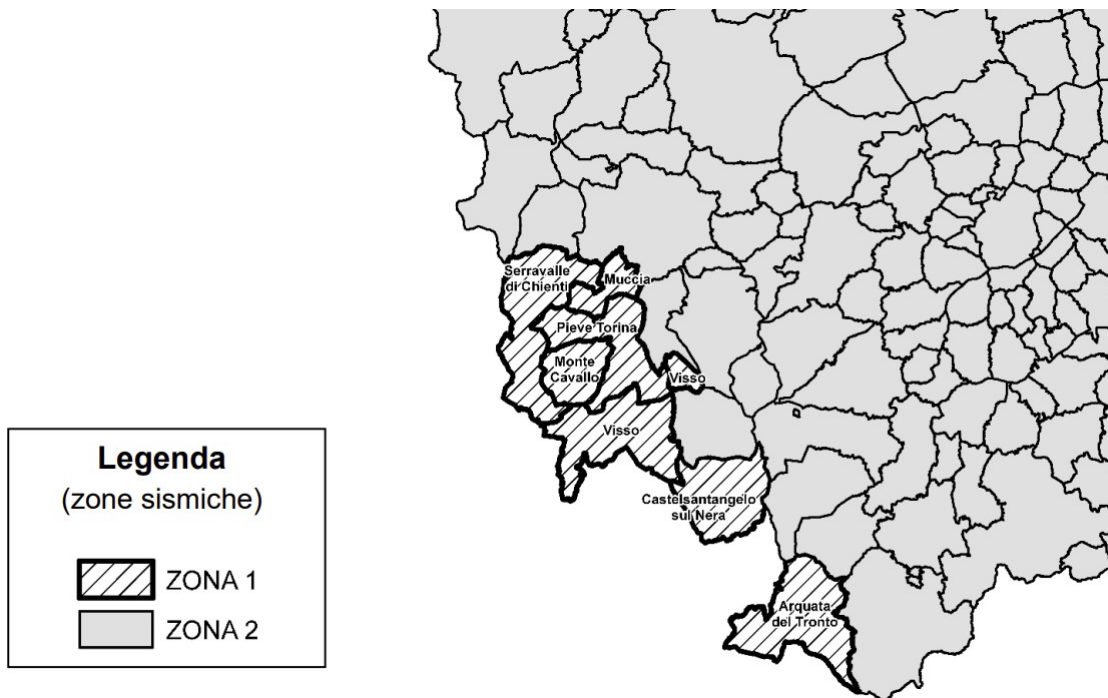 Serravalle
di Chienti
Muccia
Pieve Torina
Monte
Cavallo
Visso
Visso
Castelsantangelo
sul Nera
Arquata
del Tronto
Legenda
(zone sismiche)
ZONA 1
ZONA 2